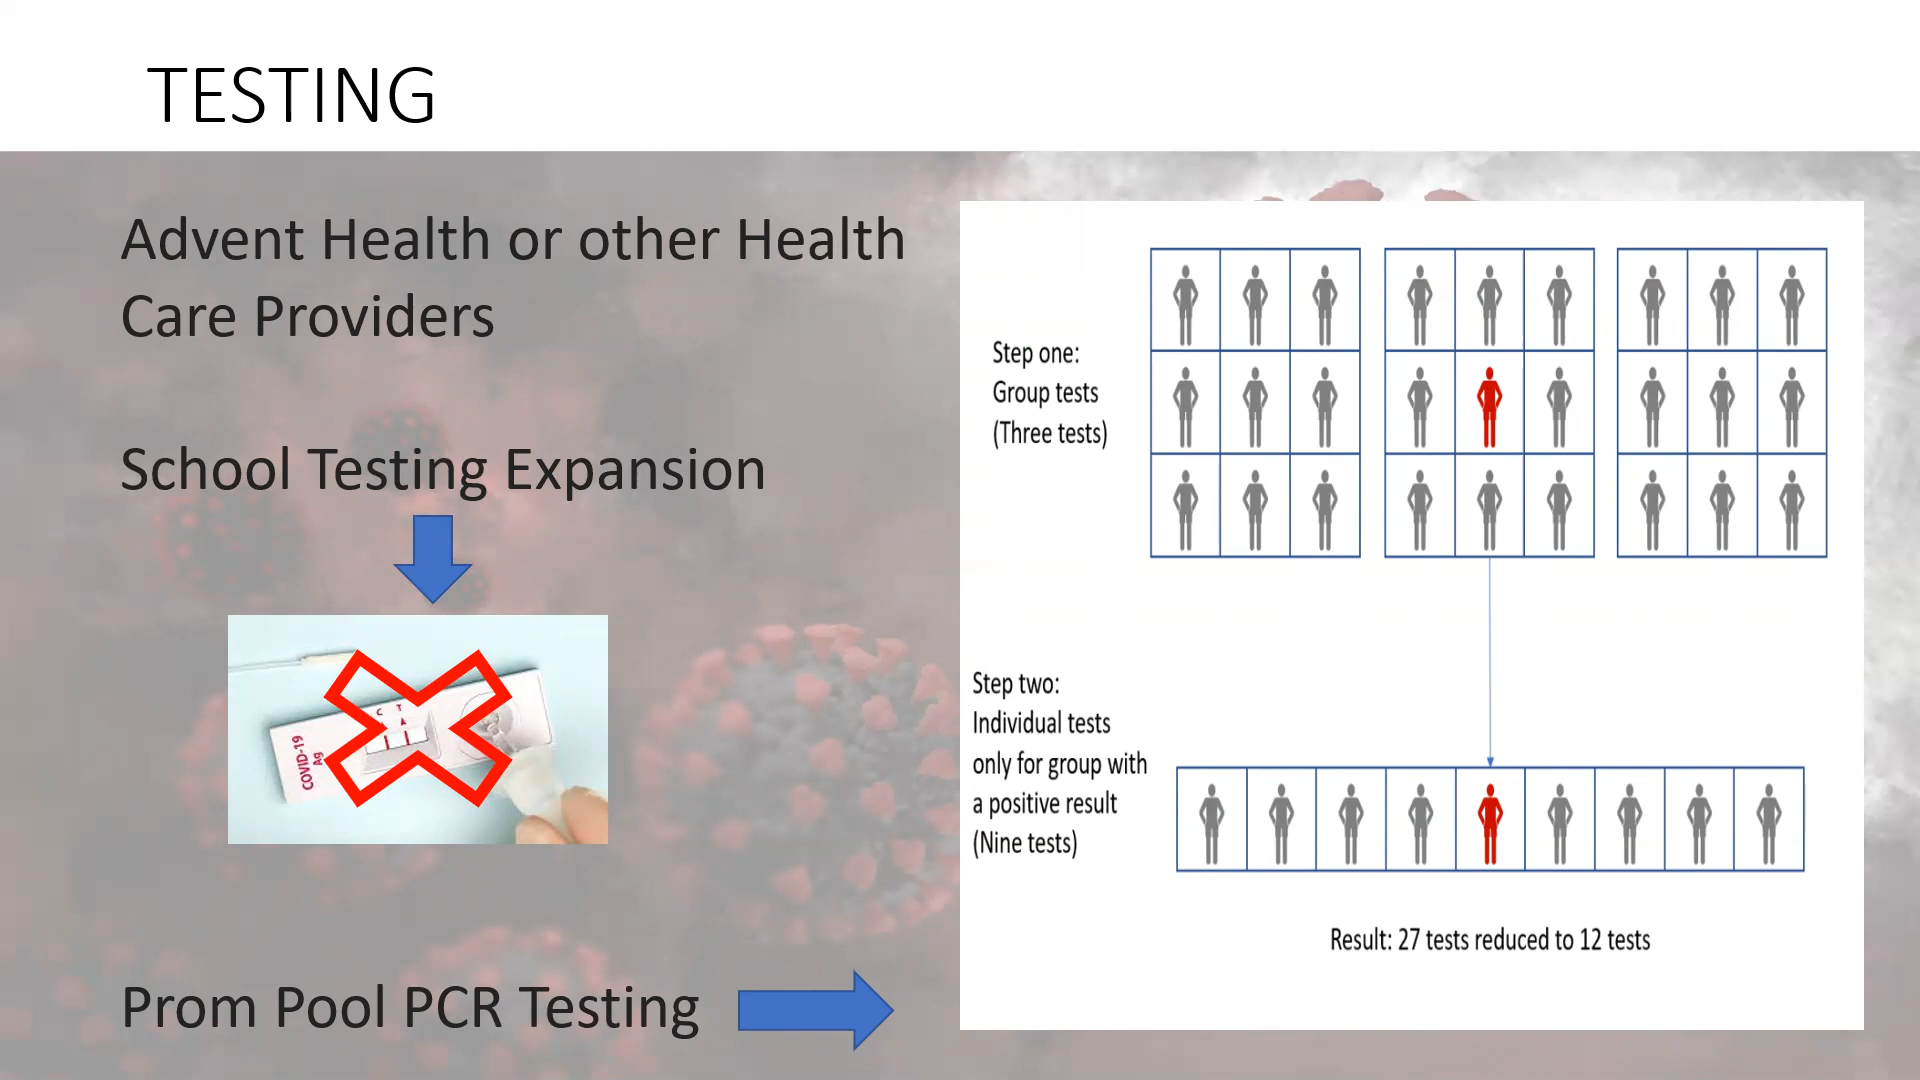 TESTING
Advent Health or other Health
Care Providers
School Testing Expansion
C T
COVID-19
Ag
Prom Pool PCR Testing
Step one:
Group tests
(Three tests)
Step two:
Individual tests
only for group with
a positive result
(Nine tests)
Result: 27 tests reduced to 12 tests